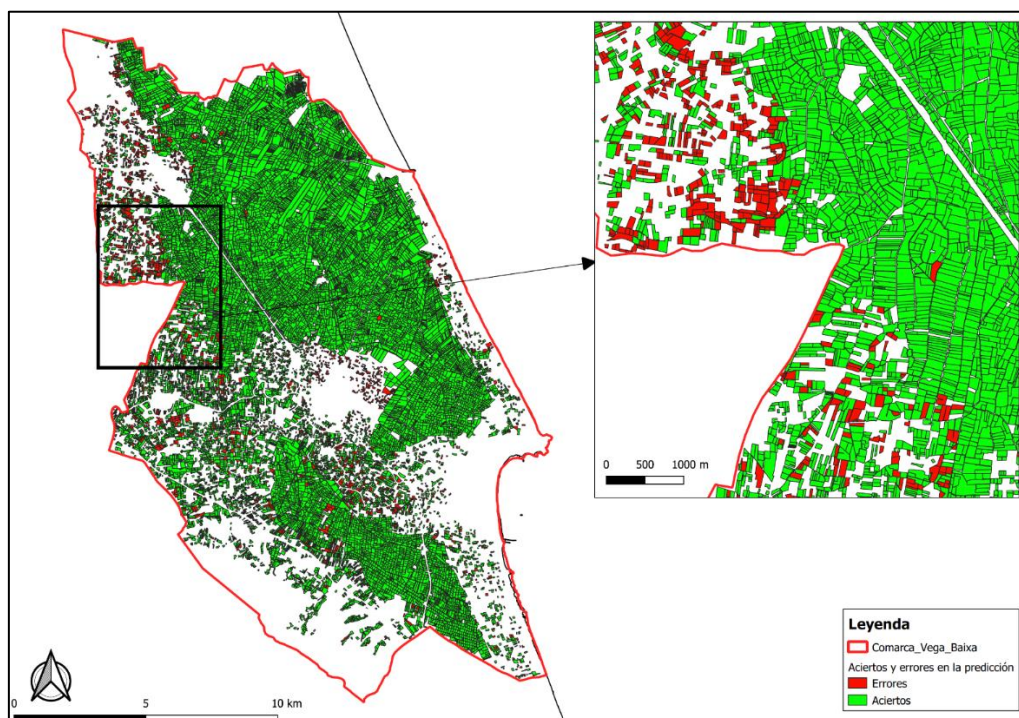 0 500 1000 m
Leyenda
Comarca_Vega_Baixa
Aciertos y errores en la predicción
Errores
Aciertos
0 5 10 km